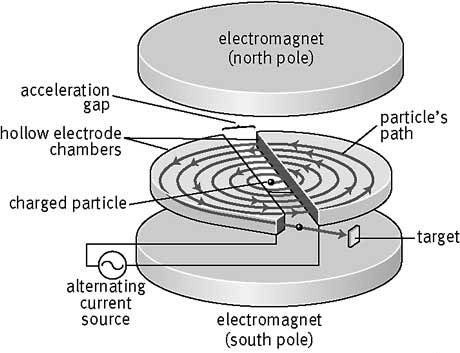 electromagnet
(north pole)
acceleration
gap
hollow electrode
chambers
particle's
path
charged particle
target
alternating
current
source
electromagnet
(south pole)